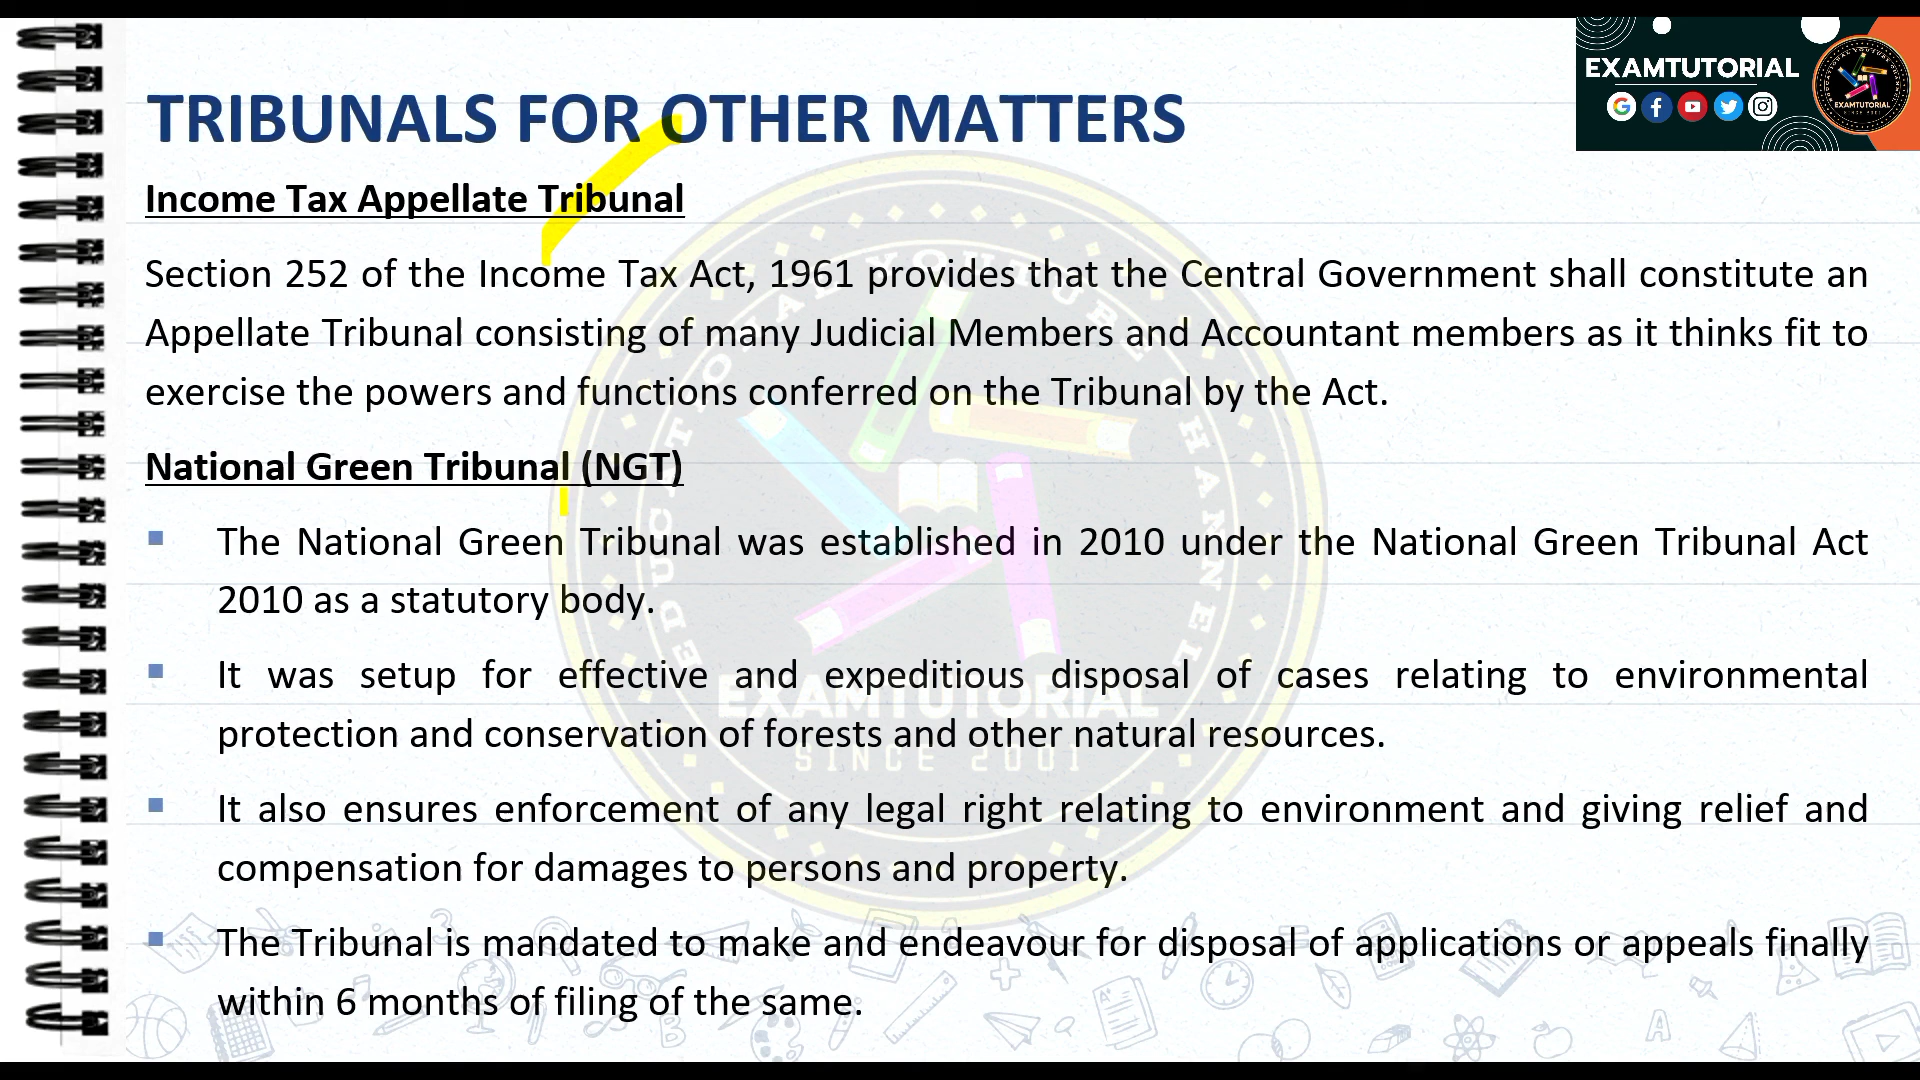 EXAMTUTORIAL
EXAMTUTORIAL
TRIBUNALS FOR OTHER MATTERS
Income Tax Appellate Tribunal
Section 252 of the Income Tax Act, 1961 provides that the Central Government shall constitute an
Appellate Tribunal consisting of many Judicial Members and Accountant members as it thinks fit to
exercise the powers and functions conferred on the Tribunal by the Act.
National Green Tribunal (NGT)
▪ The National Green Tribunal was established in 2010 under the National Green Tribunal Act
2010 as a statutory body.
▪ It was setup for effective and expeditious disposal of cases relating to environmental
protection and conservation of forests and other natural resources.
▪ It also ensures enforcement of any legal right relating to environment and giving relief and
compensation for damages to persons and property.
▪ The Tribunal is mandated to make and endeavour for disposal of applications or appeals finally
within 6 months of filing of the same.
EDUCATIONAL YOUTUBE CHANNEL
EXAMTUTORIAL
SINCE 2001